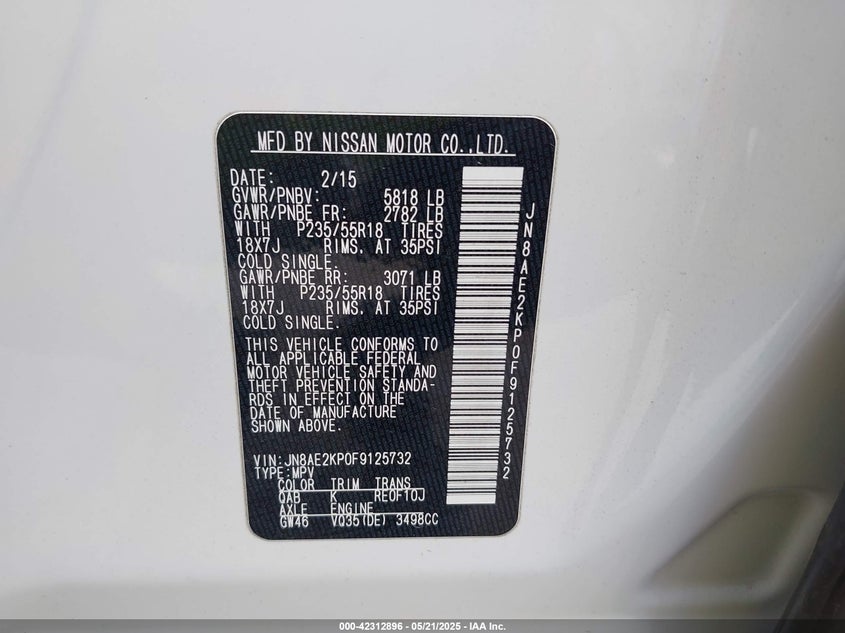 MFD BY NISSAN MOTOR CO.,LTD.
DATE: 2/15
GVWR/PNBV: 5818 LB
GAWR/PNBE FR: 2782 LB
WITH P235/55R18 TIRES
18X7J RIMS. AT 35PSI
COLD SINGLE.
GAWR/PNBE RR: 3071 LB
WITH P235/55R18 TIRES
18X7J RIMS. AT 35PSI
COLD SINGLE.
THIS VEHICLE CONFORMS TO
ALL APPLICABLE FEDERAL
MOTOR VEHICLE SAFETY AND
THEFT PREVENTION STANDA-
RDS IN EFFECT ON THE
DATE OF MANUFACTURE
SHOWN ABOVE.
VIN:JN8AE2KP0F9125732
TYPE:MPV
COLOR TRIM TRANS
QAB K RE0F10J
AXLE ENGINE
GW46 VQ35(DE) 3498CC
JN8AE2KP0F9125732
000-42312896 - 05/21/2025 - IAA Inc.